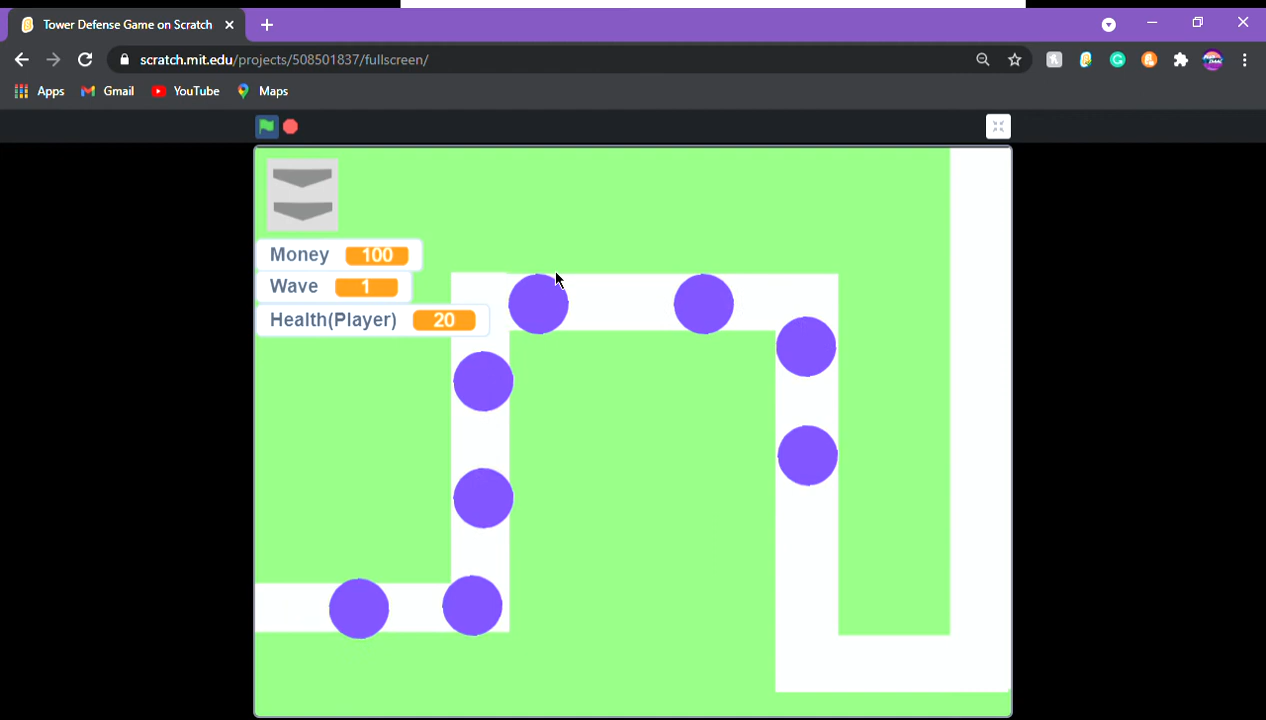 Tower Defense Game on Scratch
scratch.mit.edu/projects/508501837/fullscreen/
Apps Gmail YouTube Maps
Money 100
Wave 1
Health(Player) 20